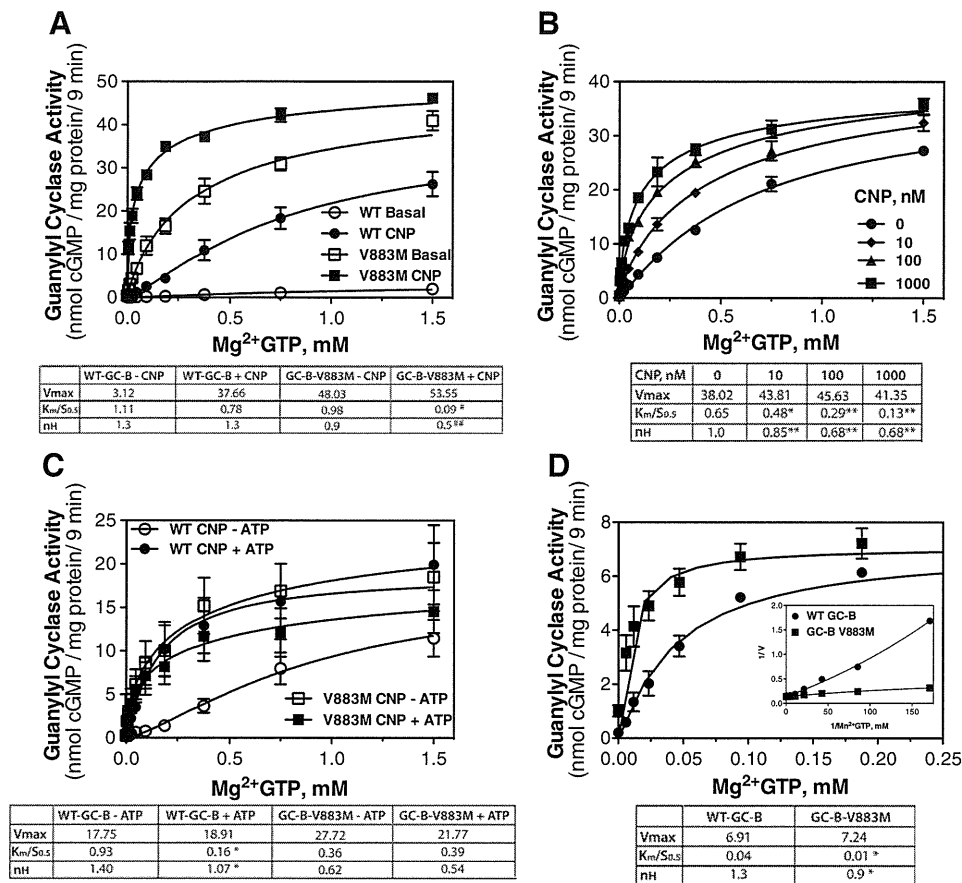 A
Guanylyl Cyclase Activity
(nmol cGMP / mg protein/ 9 min)
50
40
30
20
10
0
0.0
0.5
1.0
1.5
Mg2+GTP, mM
WT Basal
WT CNP
V883M Basal
V883M CNP
WT-GC-B - CNP WT-GC-B + CNP GC-B-V883M - CNP GC-B-V883M + CNP
Vmax 3.12 37.66 48.03 53.55
Km/S0.5 1.11 0.78 0.98 0.09 *
nH 1.3 1.3 0.9 0.5 **
B
Guanylyl Cyclase Activity
(nmol cGMP / mg protein/ 9 min)
40
30
20
10
0
0.0
0.5
1.0
1.5
Mg2+GTP, mM
CNP, nM
0
10
100
1000
CNP, nM 0 10 100 1000
Vmax 38.02 43.81 45.63 41.35
Km/S0.5 0.65 0.48* 0.29** 0.13**
nH 1.0 0.85** 0.68** 0.68**
C
Guanylyl Cyclase Activity
(nmol cGMP / mg protein/ 9 min)
25
20
15
10
5
0
0.0
0.5
1.0
1.5
Mg2+GTP, mM
WT CNP - ATP
WT CNP + ATP
V883M CNP - ATP
V883M CNP + ATP
WT-GC-B - ATP WT-GC-B + ATP GC-B-V883M - ATP GC-B-V883M + ATP
Vmax 17.75 18.91 27.72 21.77
Km/S0.5 0.93 0.16 * 0.36 0.39
nH 1.40 1.07 * 0.62 0.54
D
Guanylyl Cyclase Activity
(nmol cGMP / mg protein/ 9 min)
8
6
4
2
0
0.00
0.05
0.10
0.15
0.20
0.25
Mg2+GTP, mM
2.0
1.5
1.0
0.5
0.0
1/V
WT GC-B
GC-B V883M
0
50
100
150
1/Mn2+GTP, mM
WT-GC-B GC-B-V883M
Vmax 6.91 7.24
Km/S0.5 0.04 0.01 *
nH 1.3 0.9 *